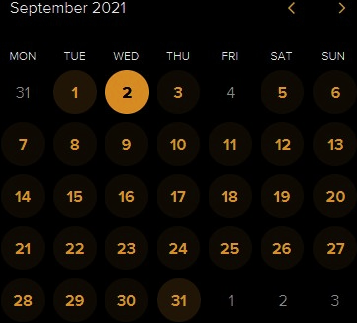 September 2021
MON TUE WED THU FRI SAT SUN
31 1 2 3 4 5 6
7 8 9 10 11 12 13
14 15 16 17 18 19 20
21 22 23 24 25 26 27
28 29 30 31 1 2 3